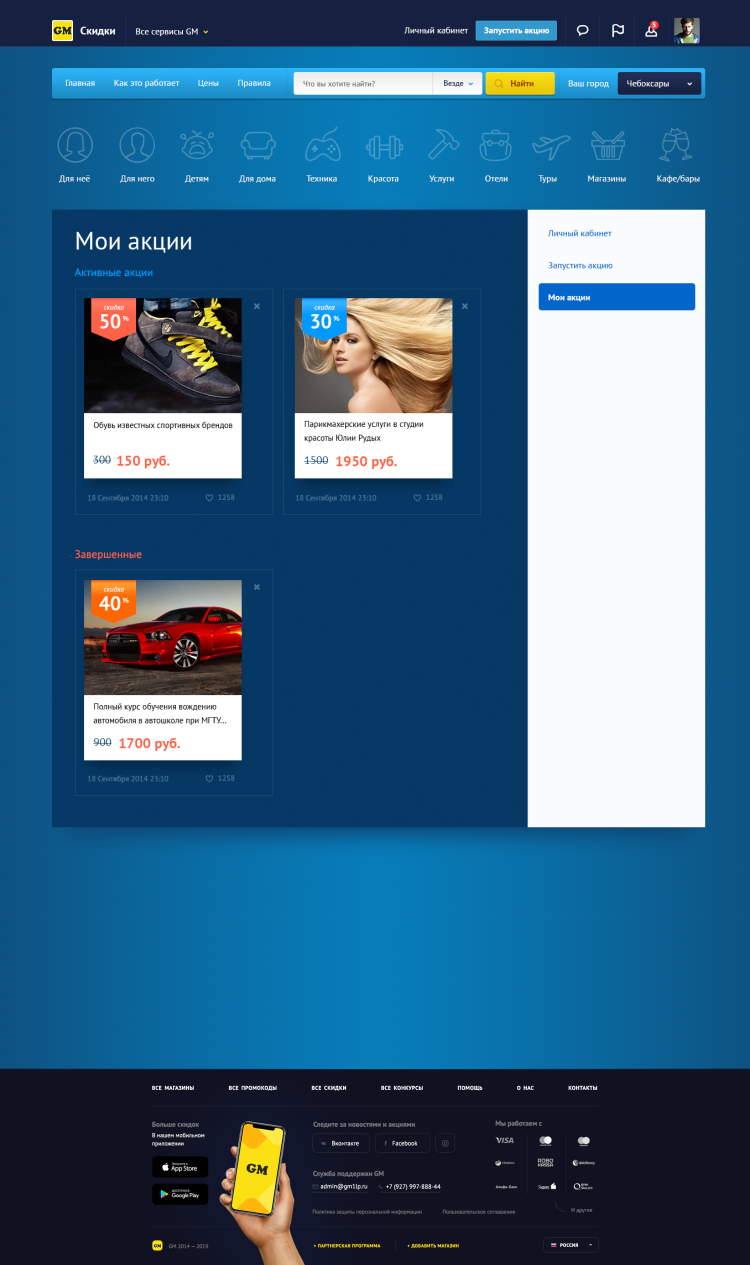 GM Скидки
Все сервисы GM
Личный кабинет
Запустить акцию
5
Главная
Как это работает
Цены
Правила
Что вы хотите найти?
Везде
Найти
Ваш город
Чебоксары
Для неё
Для него
Детям
Для дома
Техника
Красота
Услуги
Отели
Туры
Магазины
Кафе/бары
Мои акции
Активные акции
скидка
50%
Обувь известных спортивных брендов
300 150 руб.
18 Сентября 2014 23:10
1258
скидка
30%
Парикмахерские услуги в студии
красоты Юлии Рудых
1500 1950 руб.
18 Сентября 2014 23:10
1258
Завершенные
скидка
40%
Полный курс обучения вождению
автомобиля в автошколе при МГТУ...
900 1700 руб.
18 Сентября 2014 23:10
1258
Личный кабинет
Запустить акцию
Мои акции
ВСЕ МАГАЗИНЫ
ВСЕ ПРОМОКОДЫ
ВСЕ СКИДКИ
ВСЕ КОНКУРСЫ
ПОМОЩЬ
О НАС
КОНТАКТЫ
Больше скидок
В нашем мобильном
приложении
App Store
Google Play
GM
Следите за новостями и акциями
Вконтакте
Facebook
Служба поддержки GM
admin@gm1lp.ru
+7 (927) 997-888-44
Политика защиты персональной информации
Пользовательское соглашение
Мы работаем с
VISA
ROBO
KASSA
WebMoney
Альфа·Банк
Яндекс
И другие
GM
GM 2014 — 2019
+ ПАРТНЕРСКАЯ ПРОГРАММА
+ ДОБАВИТЬ МАГАЗИН
РОССИЯ